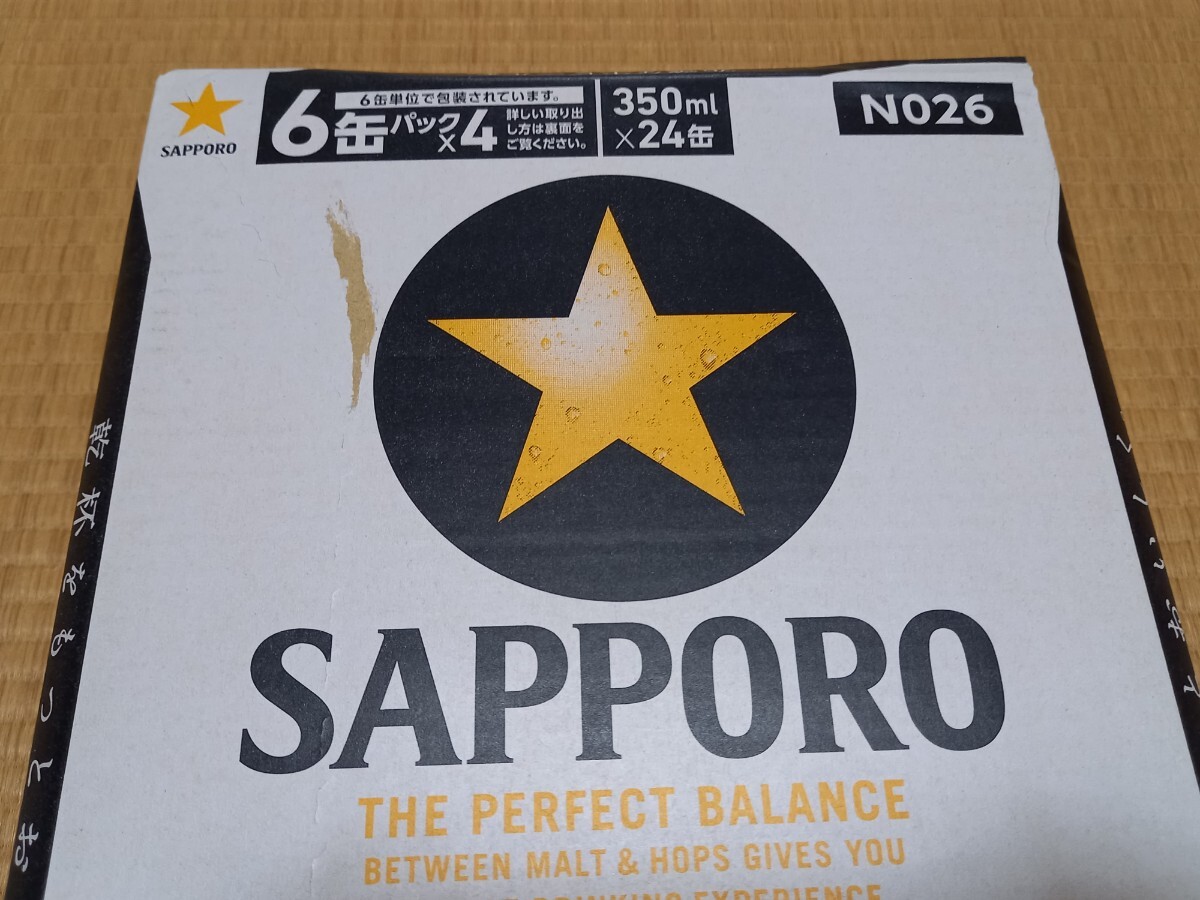 SAPPORO
6缶パック×4
6缶単位で包装されています。
詳しい取り出
し方は裏面を
ご覧ください。
350ml
×24缶
N026
SAPPORO
THE PERFECT BALANCE
BETWEEN MALT & HOPS GIVES YOU
DRINKING EXPERIENCE
乾杯をもっとお